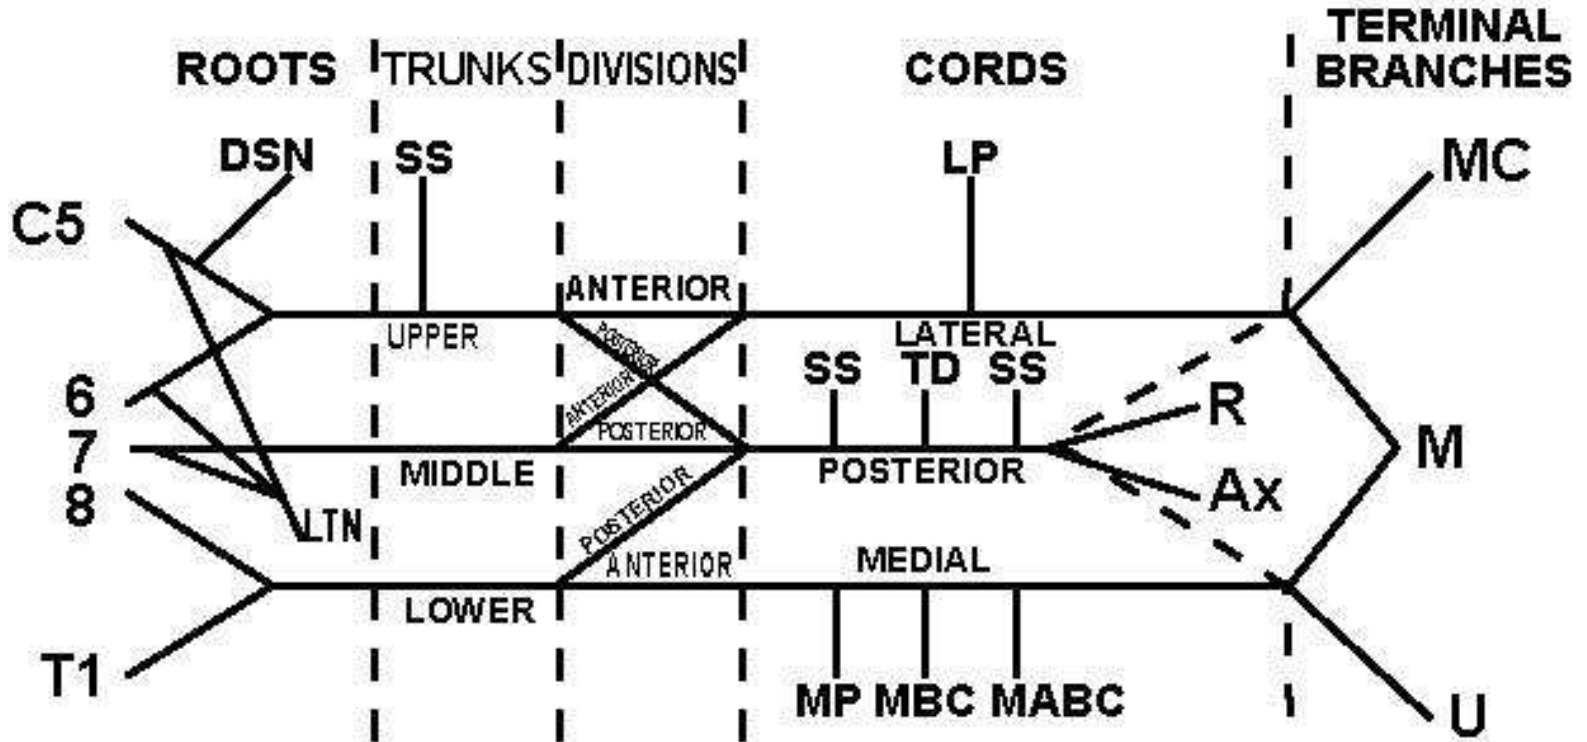 ROOTS TRUNKS DIVISIONS CORDS TERMINAL BRANCHES
DSN SS LP MC
C5
ANTERIOR
UPPER POSTERIOR LATERAL
SS TD SS
6 ANTERIOR R
7 POSTERIOR M
MIDDLE POSTERIOR
8 POSTERIOR Ax
LTN
ANTERIOR MEDIAL
LOWER
T1
MP MBC MABC U